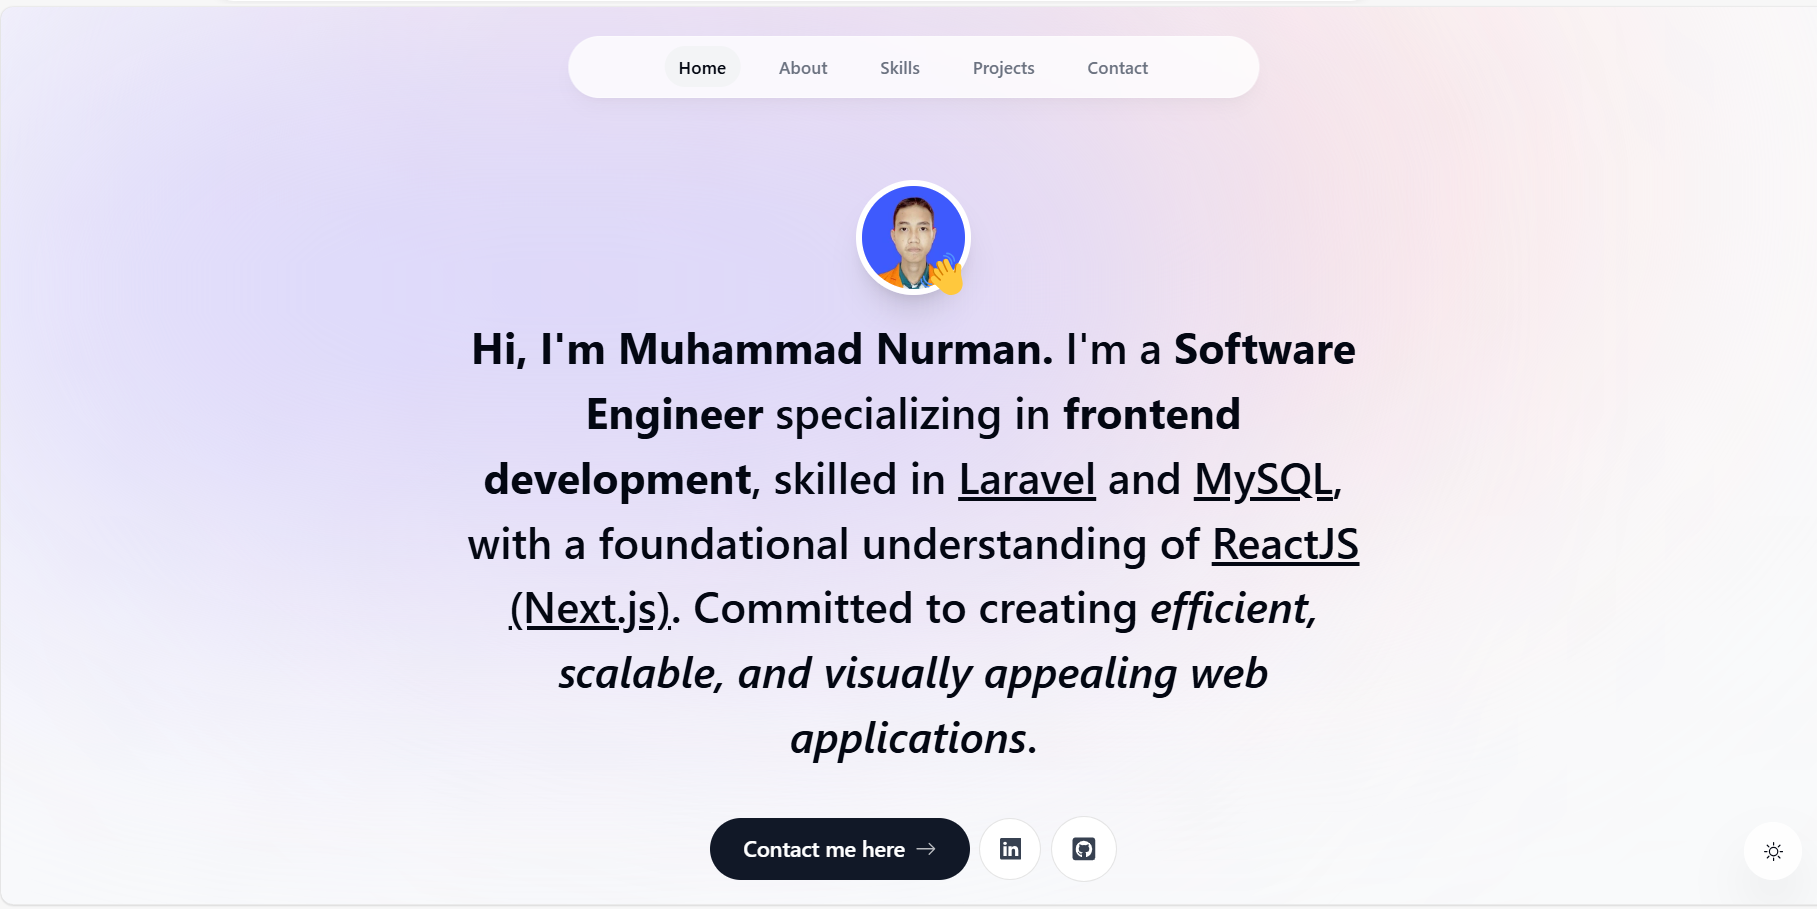 Home About Skills Projects Contact
Hi, I'm Muhammad Nurman. I'm a Software
Engineer specializing in frontend
development, skilled in Laravel and MySQL,
with a foundational understanding of ReactJS
(Next.js). Committed to creating efficient,
scalable, and visually appealing web
applications.
Contact me here →
in